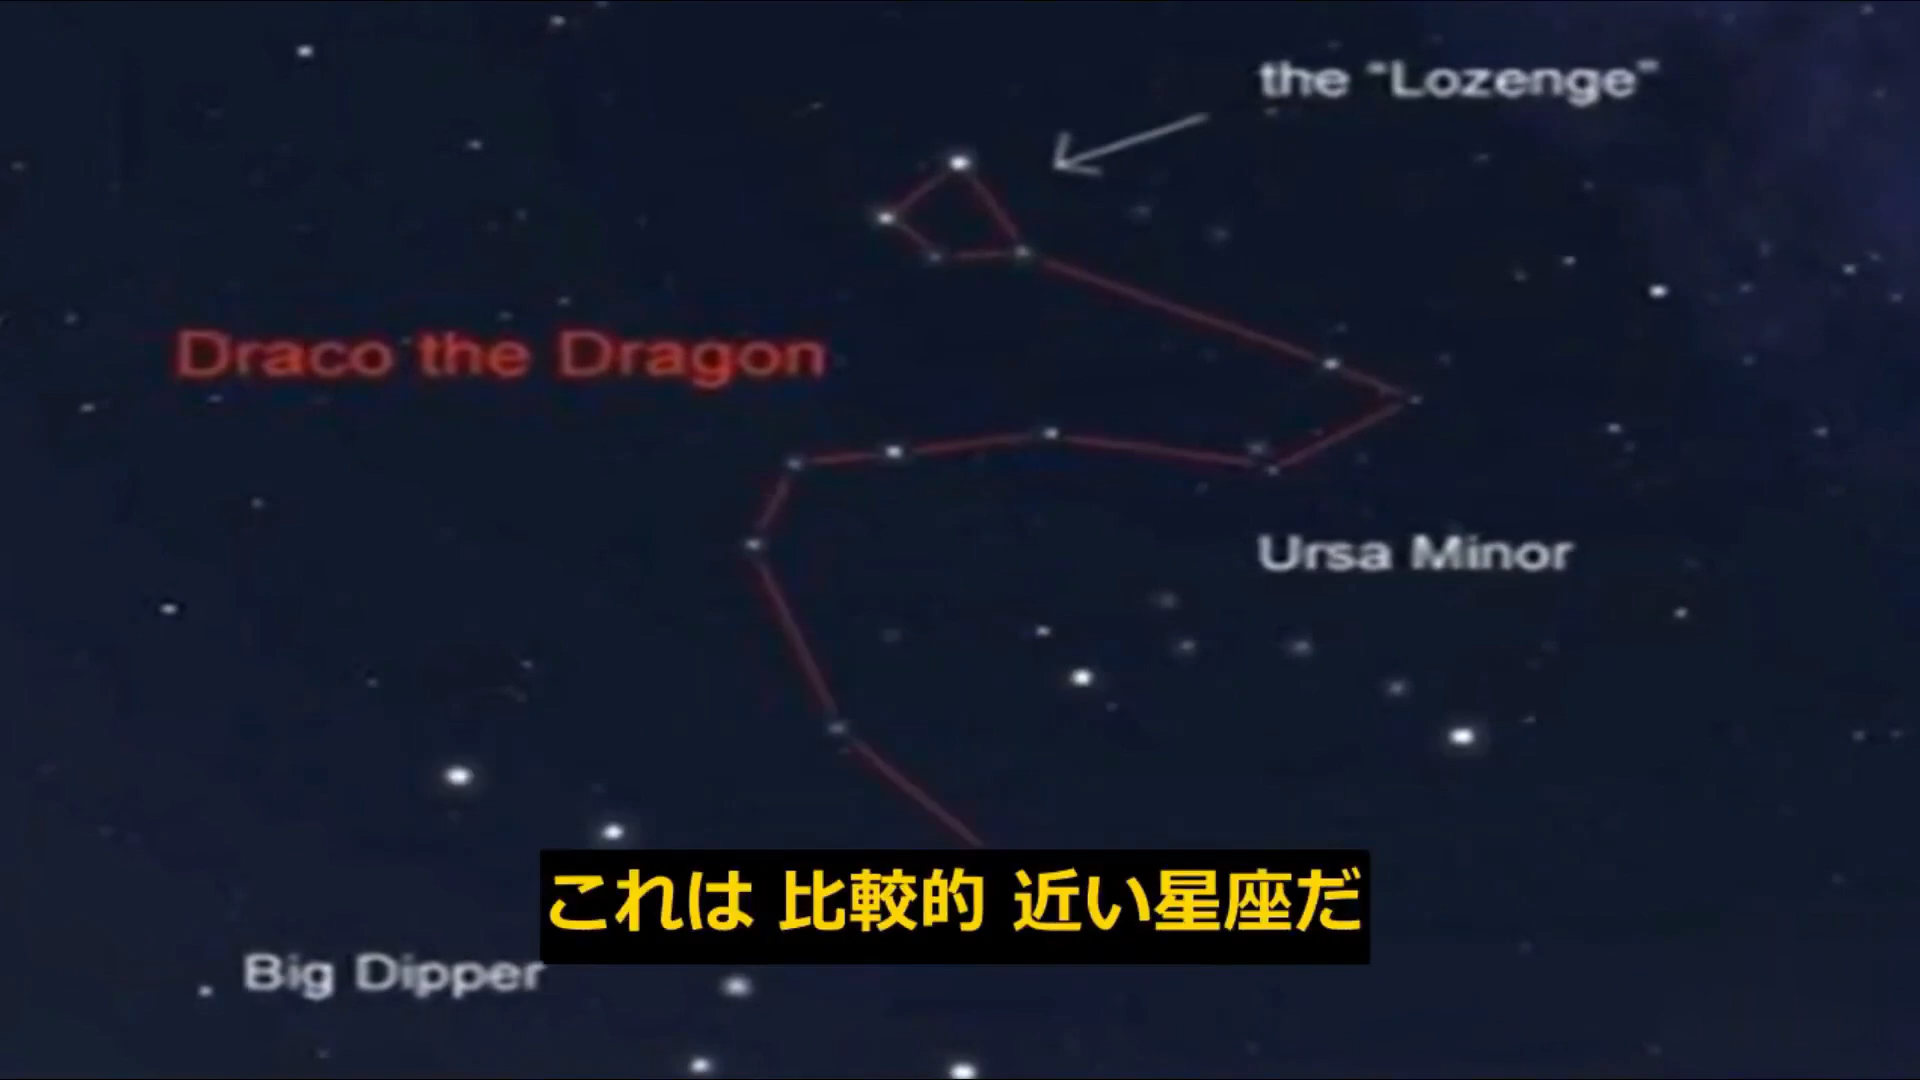 the "Lozenge"
Draco the Dragon
Ursa Minor
これは 比較的 近い星座だ
Big Dipper